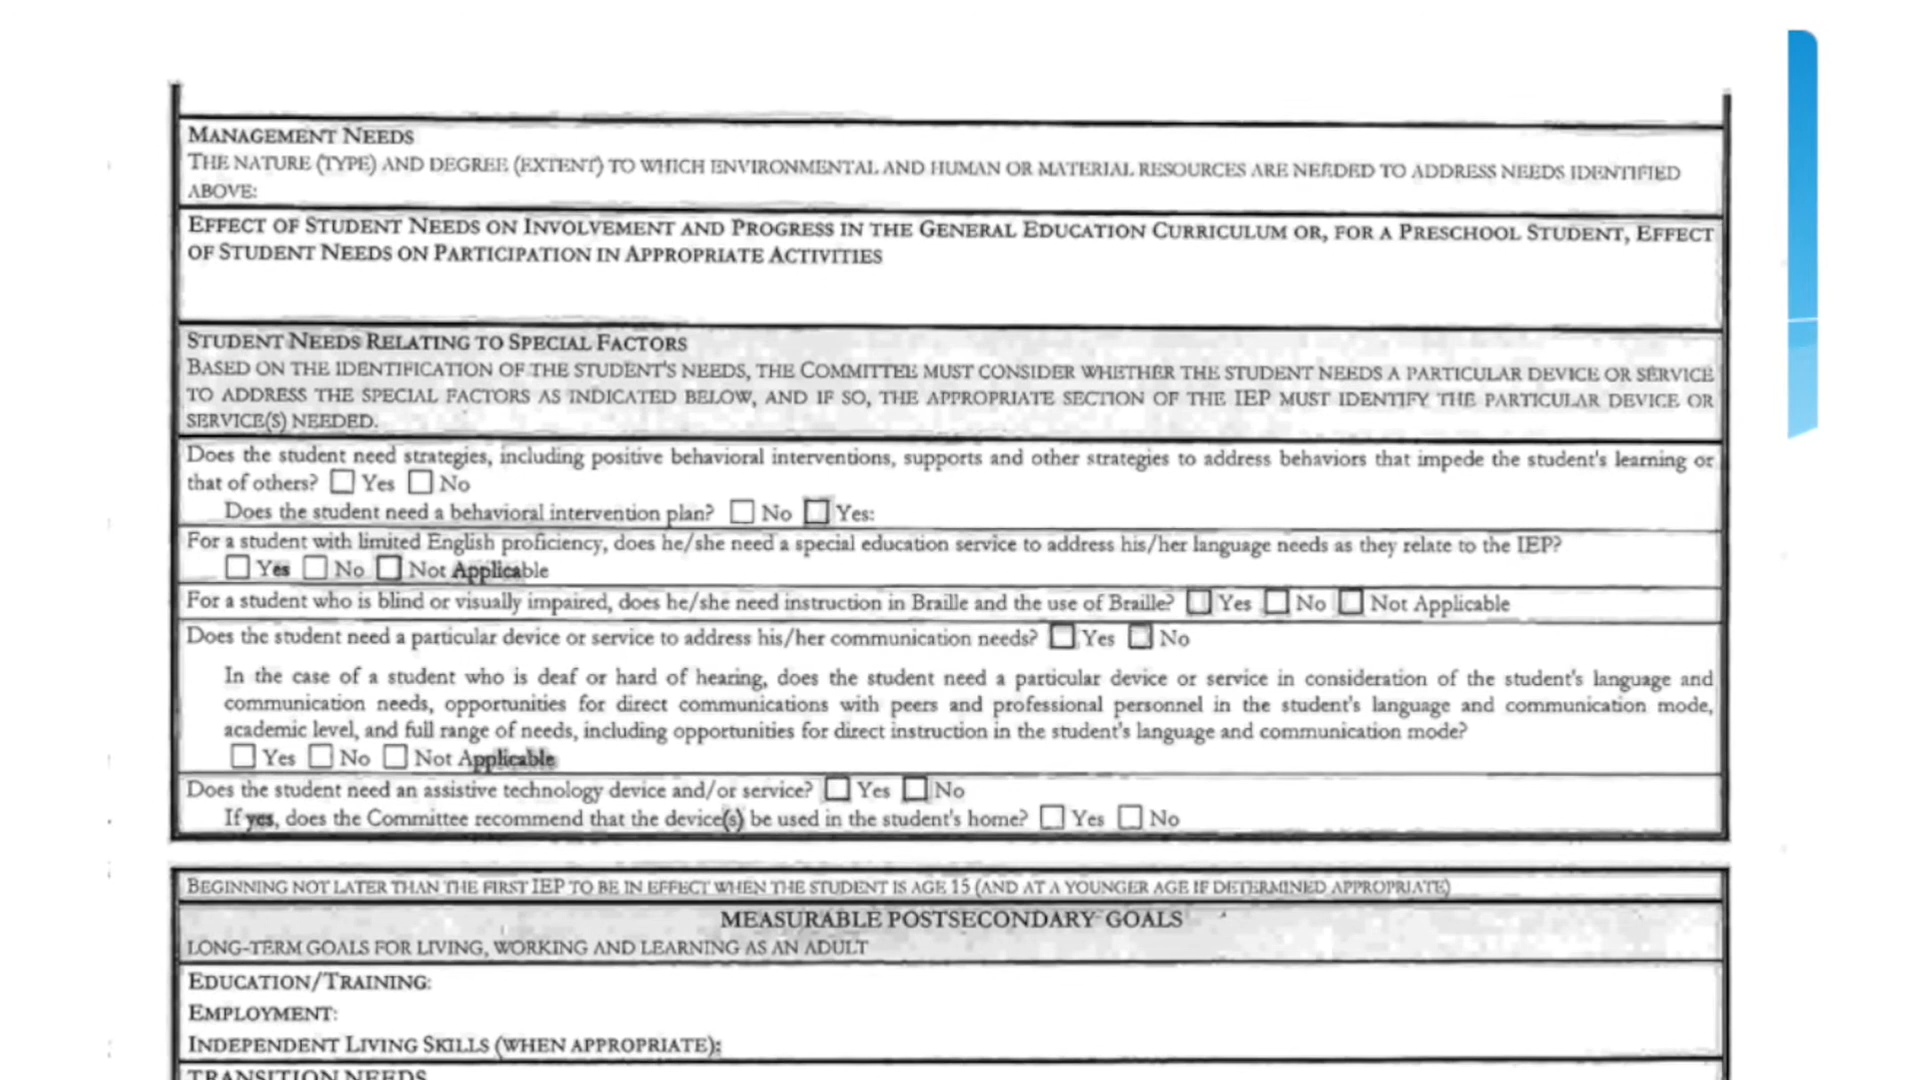 MANAGEMENT NEEDS
THE NATURE (TYPE) AND DEGREE (EXTENT) TO WHICH ENVIRONMENTAL AND HUMAN OR MATERIAL RESOURCES ARE NEEDED TO ADDRESS NEEDS IDENTIFIED
ABOVE:
EFFECT OF STUDENT NEEDS ON INVOLVEMENT AND PROGRESS IN THE GENERAL EDUCATION CURRICULUM OR, FOR A PRESCHOOL STUDENT, EFFECT
OF STUDENT NEEDS ON PARTICIPATION IN APPROPRIATE ACTIVITIES
STUDENT NEEDS RELATING TO SPECIAL FACTORS
BASED ON THE IDENTIFICATION OF THE STUDENT'S NEEDS, THE COMMITTEE MUST CONSIDER WHETHER THE STUDENT NEEDS A PARTICULAR DEVICE OR SERVICE
TO ADDRESS THE SPECIAL FACTORS AS INDICATED BELOW, AND IF SO, THE APPROPRIATE SECTION OF THE IEP MUST IDENTIFY THE PARTICULAR DEVICE OR
SERVICE(S) NEEDED.
Does the student need strategies, including positive behavioral interventions, supports and other strategies to address behaviors that impede the student's learning or
that of others? ☐ Yes ☐ No
Does the student need a behavioral intervention plan? ☐ No ☐ Yes:
For a student with limited English proficiency, does he/she need a special education service to address his/her language needs as they relate to the IEP?
☐ Yes ☐ No ☐ Not Applicable
For a student who is blind or visually impaired, does he/she need instruction in Braille and the use of Braille? ☐ Yes ☐ No ☐ Not Applicable
Does the student need a particular device or service to address his/her communication needs? ☐ Yes ☐ No
In the case of a student who is deaf or hard of hearing, does the student need a particular device or service in consideration of the student's language and
communication needs, opportunities for direct communications with peers and professional personnel in the student's language and communication mode,
academic level, and full range of needs, including opportunities for direct instruction in the student's language and communication mode?
☐ Yes ☐ No ☐ Not Applicable
Does the student need an assistive technology device and/or service? ☐ Yes ☐ No
If yes, does the Committee recommend that the device(s) be used in the student's home? ☐ Yes ☐ No
BEGINNING NOT LATER THAN THE FIRST IEP TO BE IN EFFECT WHEN THE STUDENT IS AGE 15 (AND AT A YOUNGER AGE IF DETERMINED APPROPRIATE)
MEASURABLE POSTSECONDARY GOALS
LONG-TERM GOALS FOR LIVING, WORKING AND LEARNING AS AN ADULT
EDUCATION/TRAINING:
EMPLOYMENT:
INDEPENDENT LIVING SKILLS (WHEN APPROPRIATE):
TRANSITION NEEDS